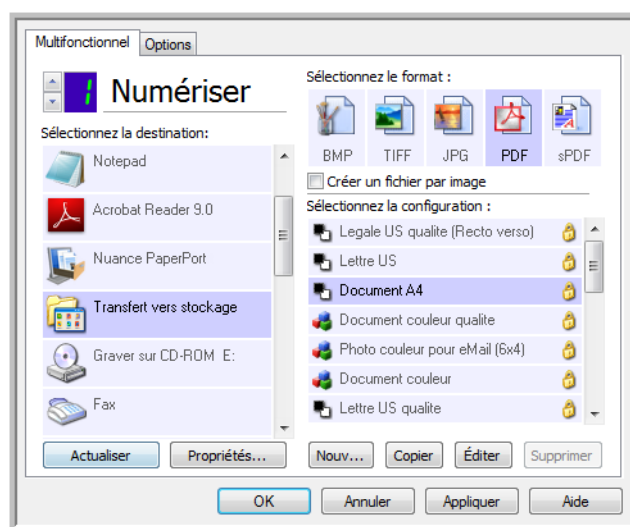 Multifonctionnel
Options
1
Numériser
Sélectionnez la destination:
Notepad
Acrobat Reader 9.0
Nuance PaperPort
Transfert vers stockage
Graver sur CD-ROM E:
Fax
Actualiser
Propriétés...
Sélectionnez le format :
BMP
TIFF
JPG
PDF
sPDF
Créer un fichier par image
Sélectionnez la configuration :
Legale US qualite (Recto verso)
Lettre US
Document A4
Document couleur qualite
Photo couleur pour eMail (6x4)
Document couleur
Lettre US qualite
Nouv...
Copier
Éditer
Supprimer
OK
Annuler
Appliquer
Aide